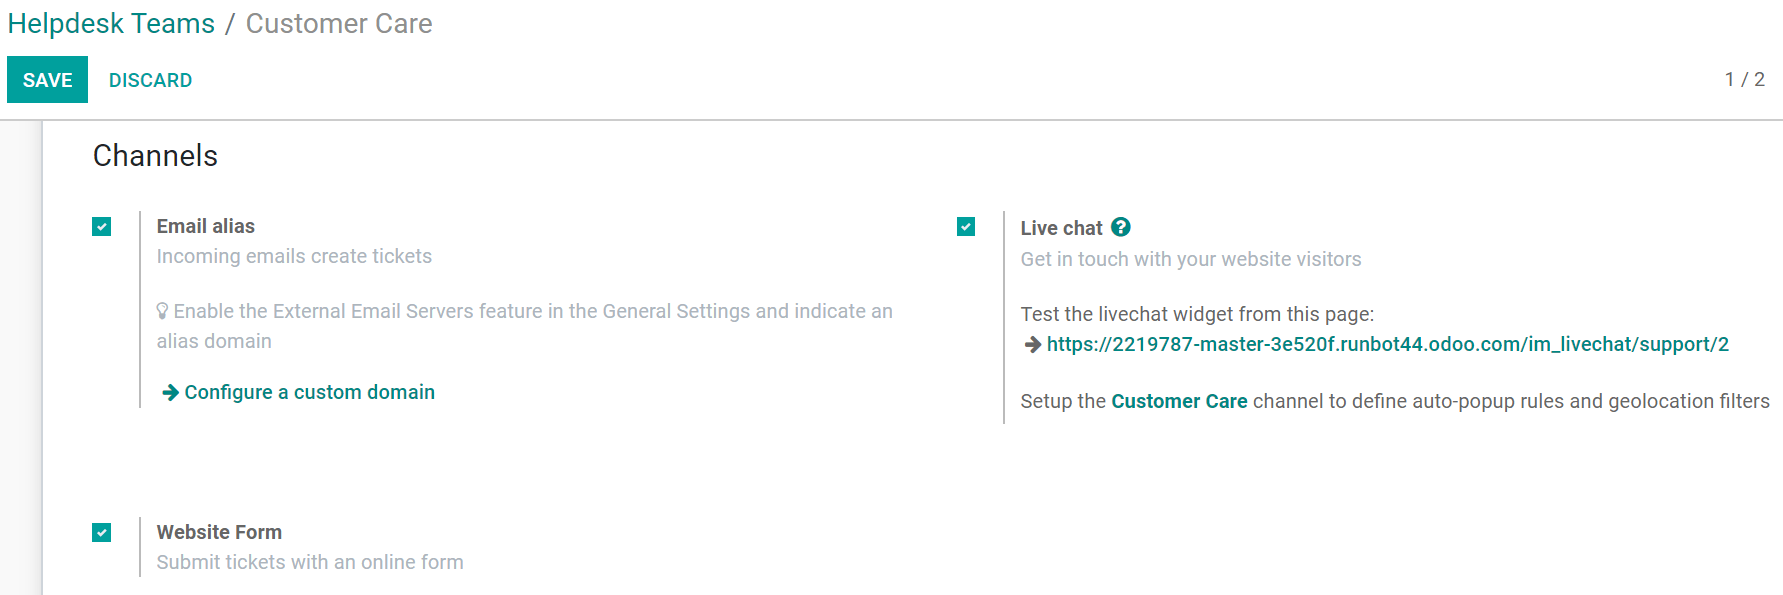 Helpdesk Teams / Customer Care
SAVE DISCARD 1 / 2
Channels
Email alias
Incoming emails create tickets
Enable the External Email Servers feature in the General Settings and indicate an
alias domain
Configure a custom domain
Live chat ?
Get in touch with your website visitors
Test the livechat widget from this page:
https://2219787-master-3e520f.runbot44.odoo.com/im_livechat/support/2
Setup the Customer Care channel to define auto-popup rules and geolocation filters
Website Form
Submit tickets with an online form